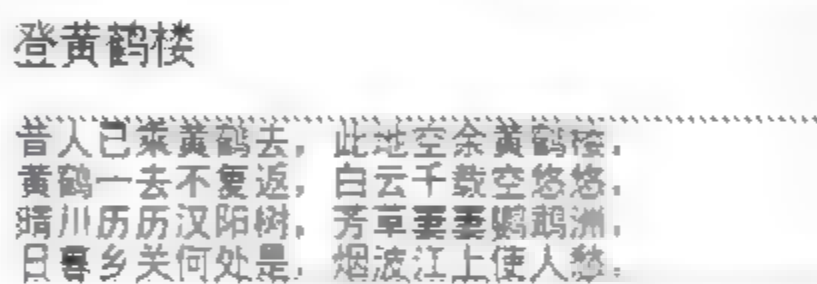 登黄鹤楼
昔人已乘黄鹤去，此地空余黄鹤楼。
黄鹤一去不复返，白云千载空悠悠。
晴川历历汉阳树，芳草萋萋鹦鹉洲，
日暮乡关何处是，烟波江上使人愁。